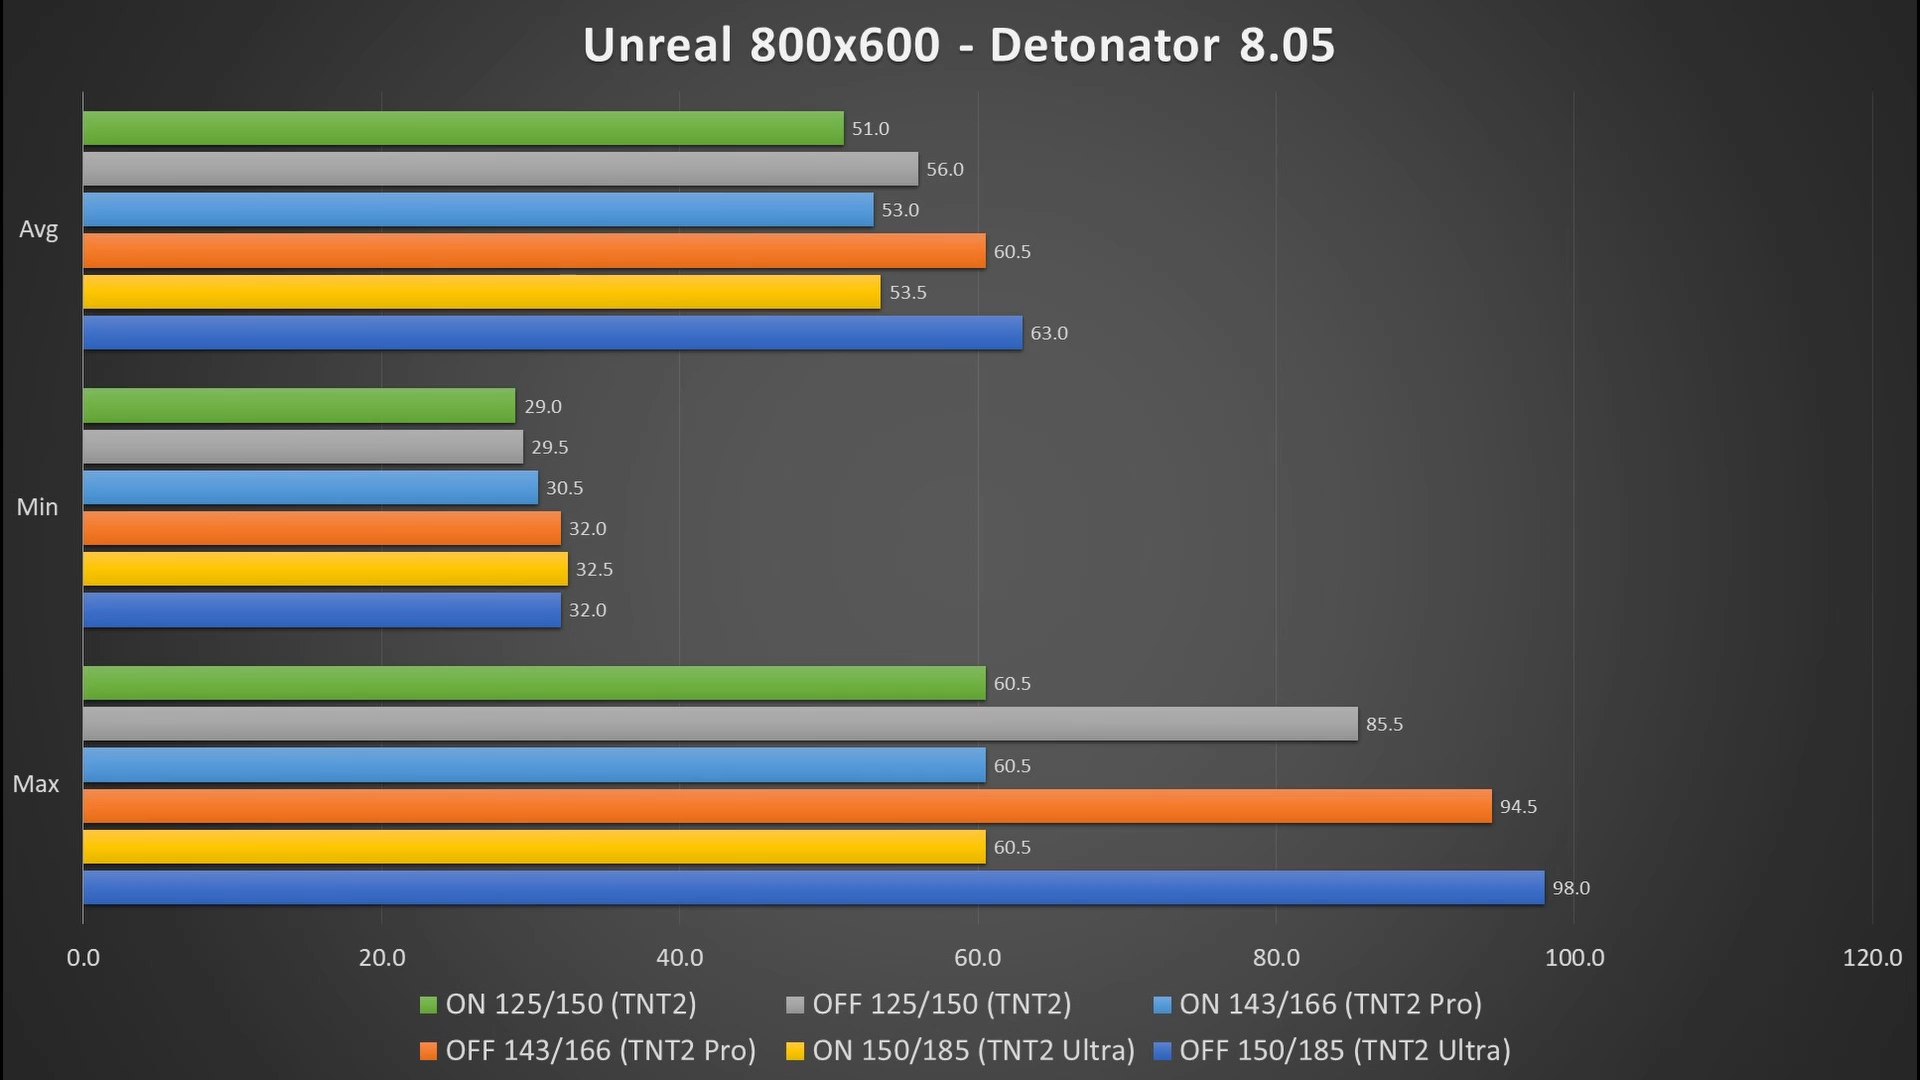 Unreal 800x600 - Detonator 8.05
Avg
51.0
56.0
53.0
60.5
53.5
63.0
Min
29.0
29.5
30.5
32.0
32.5
32.0
Max
60.5
85.5
60.5
94.5
60.5
98.0
0.0 20.0 40.0 60.0 80.0 100.0 120.0
ON 125/150 (TNT2) OFF 125/150 (TNT2) ON 143/166 (TNT2 Pro)
OFF 143/166 (TNT2 Pro) ON 150/185 (TNT2 Ultra) OFF 150/185 (TNT2 Ultra)